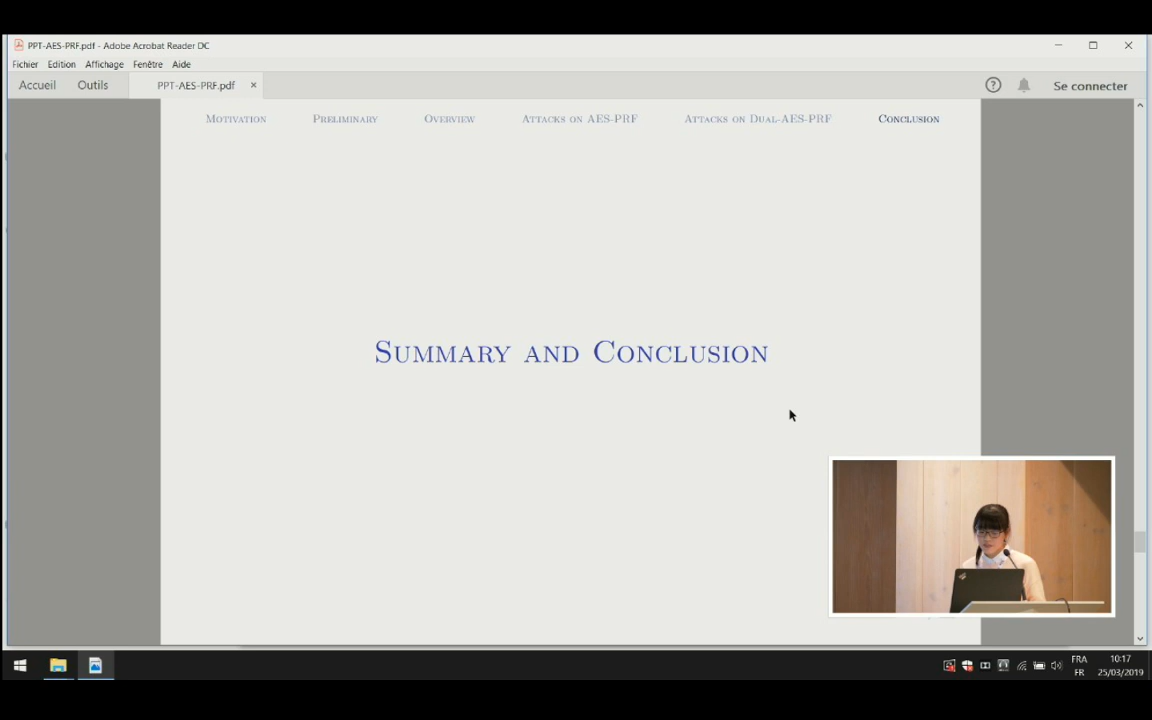 PPT-AES-PRF.pdf - Adobe Acrobat Reader DC
Fichier Edition Affichage Fenêtre Aide
Accueil Outils PPT-AES-PRF.pdf × ? Se connecter
Motivation Preliminary Overview Attacks on AES-PRF Attacks on Dual-AES-PRF Conclusion
Summary and Conclusion
FRA 10:17
FR 25/03/2019